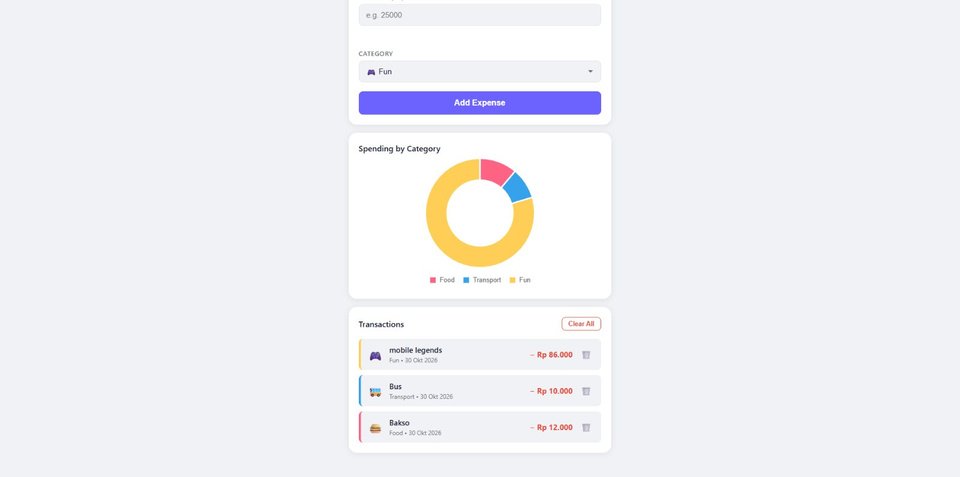 e.g. 25000
CATEGORY
Fun
Add Expense
Spending by Category
Food Transport Fun
Transactions Clear All
mobile legends
Fun • 30 Okt 2026
− Rp 86.000
Bus
Transport • 30 Okt 2026
− Rp 10.000
Bakso
Food • 30 Okt 2026
− Rp 12.000